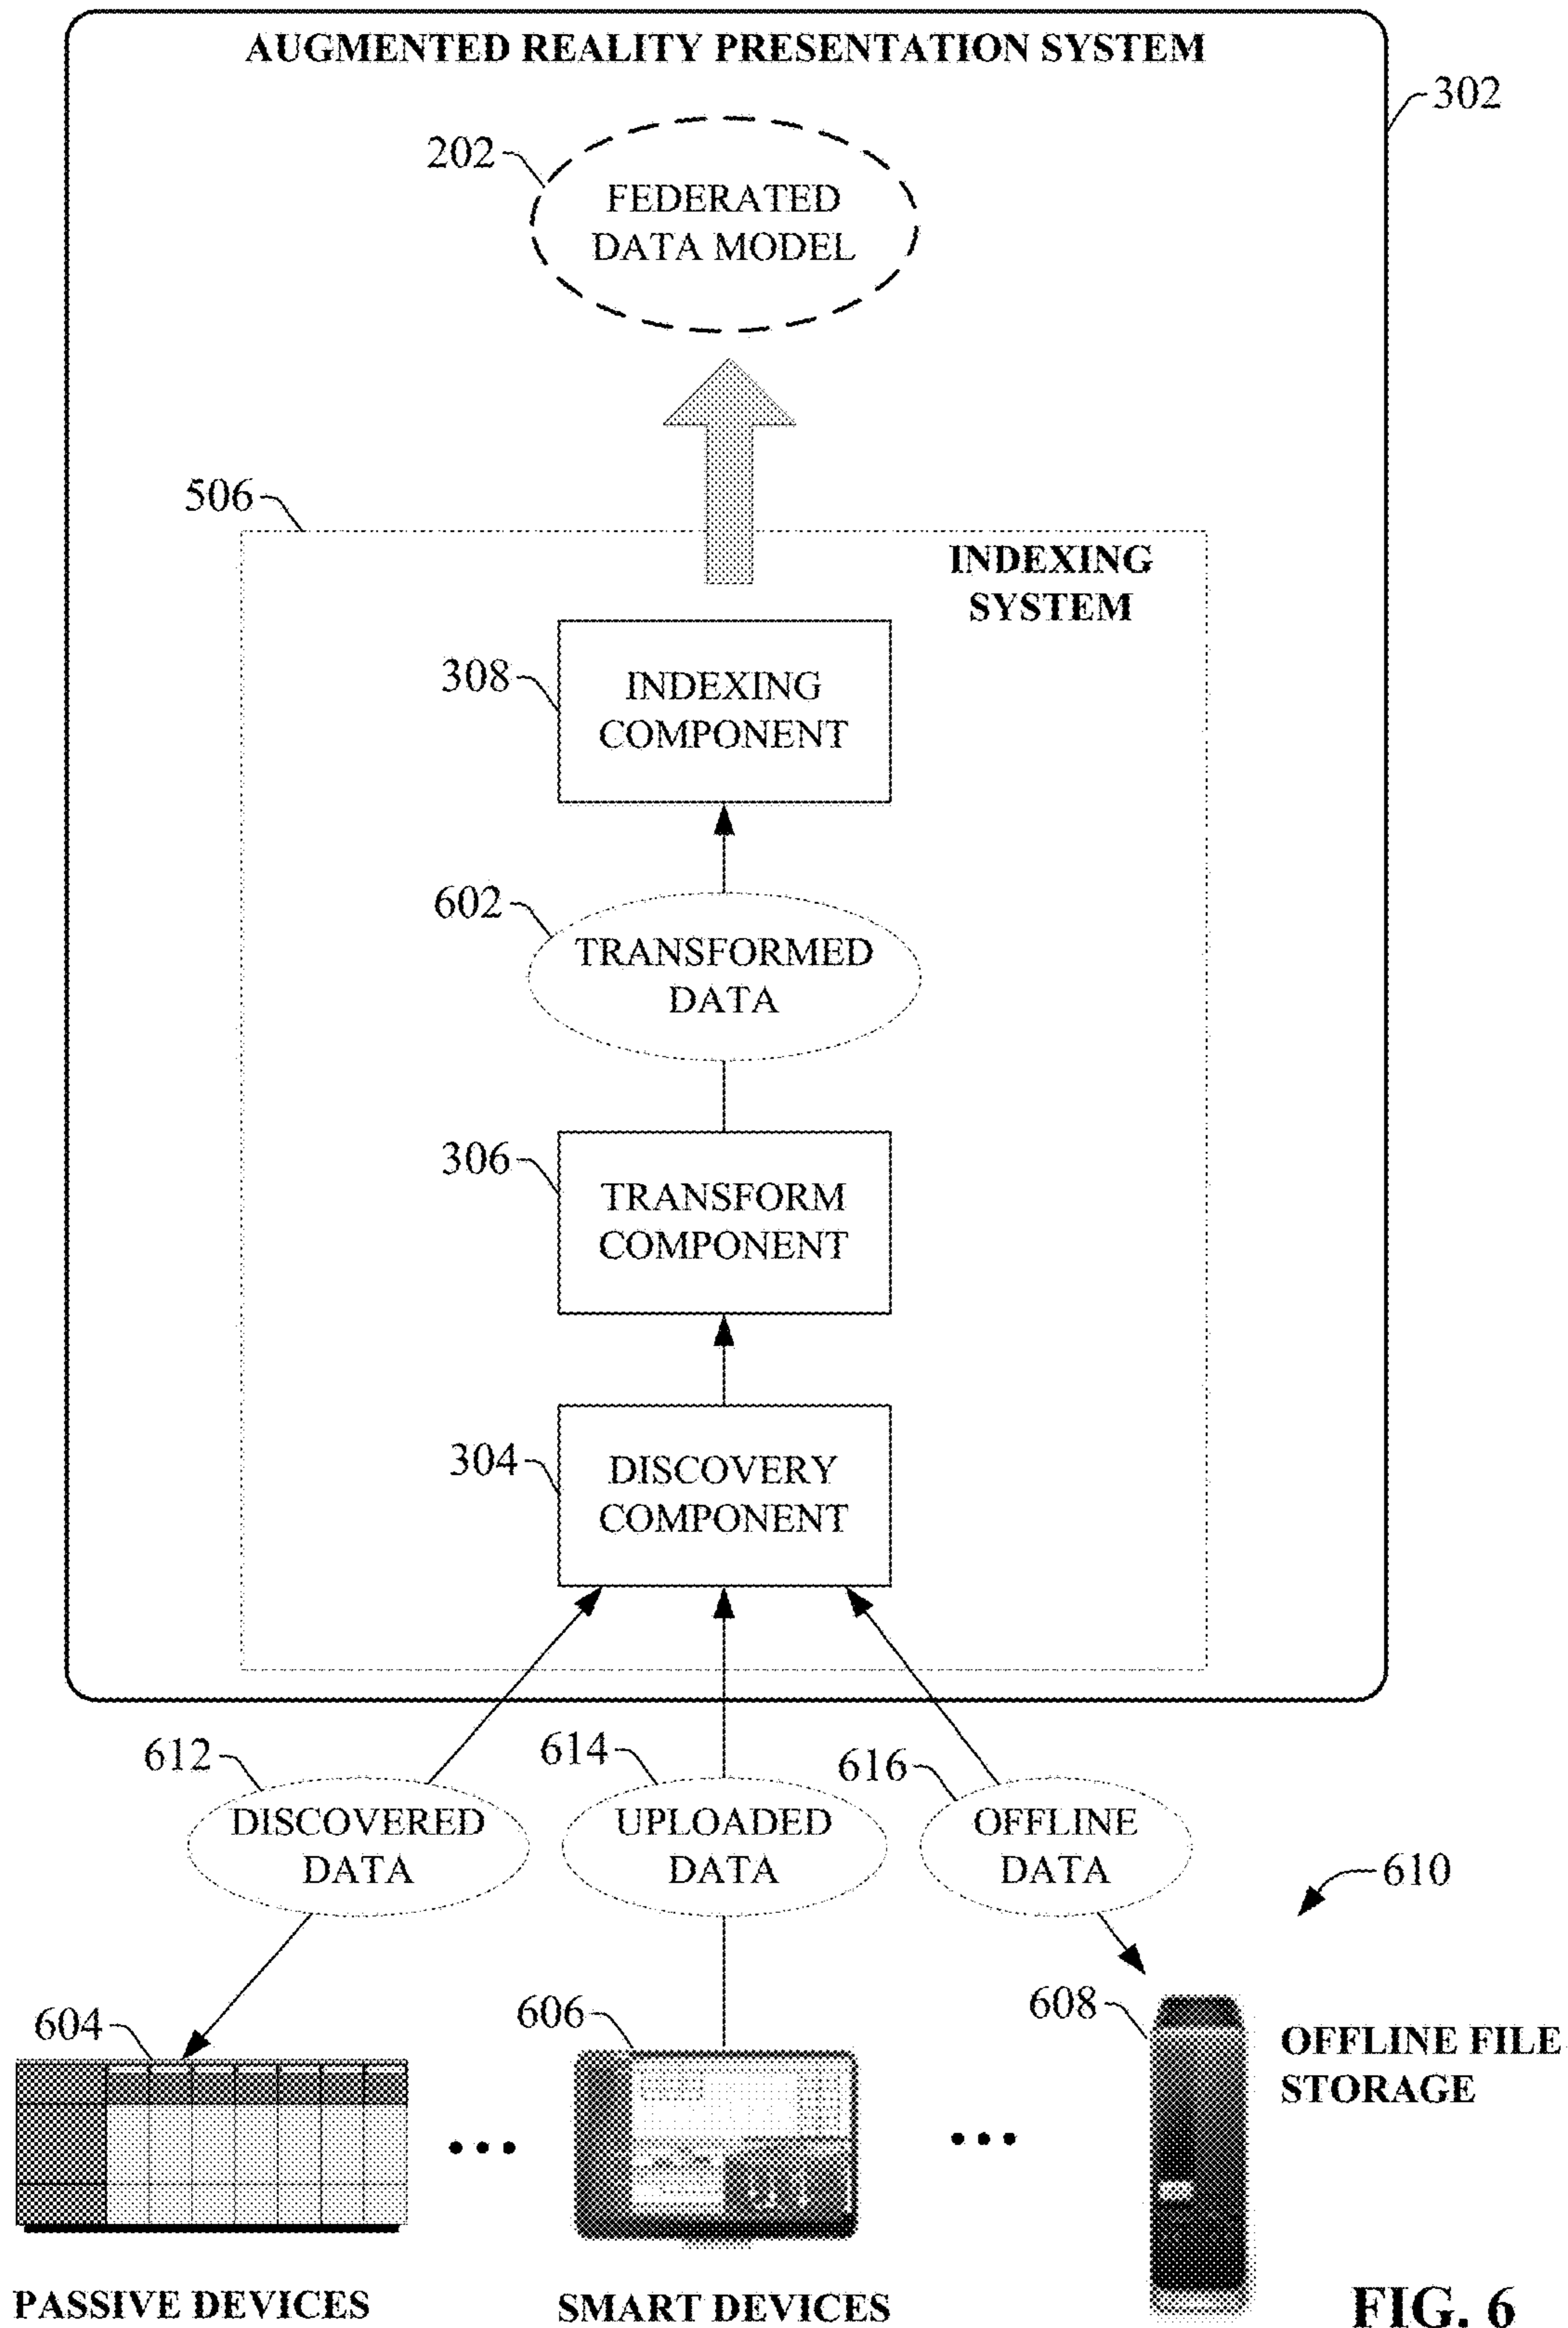 AUGMENTED REALITY PRESENTATION SYSTEM
302
202
FEDERATED
DATA MODEL
506
INDEXING
SYSTEM
308
INDEXING
COMPONENT
602
TRANSFORMED
DATA
306
TRANSFORM
COMPONENT
304
DISCOVERY
COMPONENT
612
614
616
DISCOVERED
DATA
UPLOADED
DATA
OFFLINE
DATA
610
604
606
608
OFFLINE FILE
STORAGE
PASSIVE DEVICES
SMART DEVICES
FIG. 6